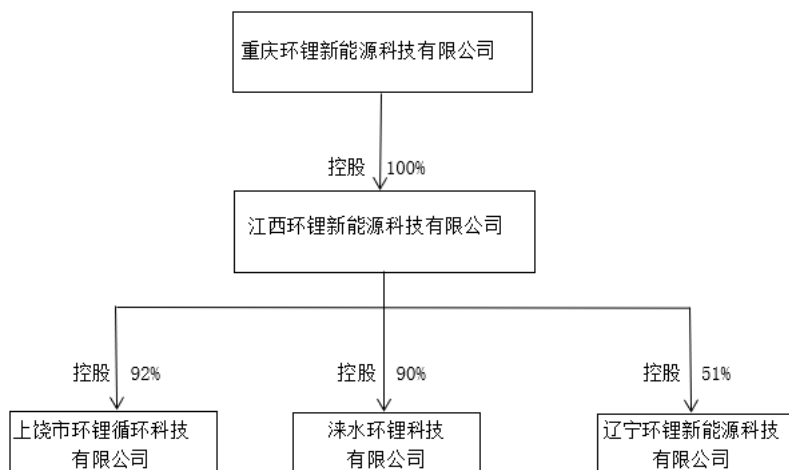 重庆环锂新能源科技有限公司
控股 100%
江西环锂新能源科技有限公司
控股 92%
控股 90%
控股 51%
上饶市环锂循环科技
有限公司
涞水环锂科技
有限公司
辽宁环锂新能源科技
有限公司